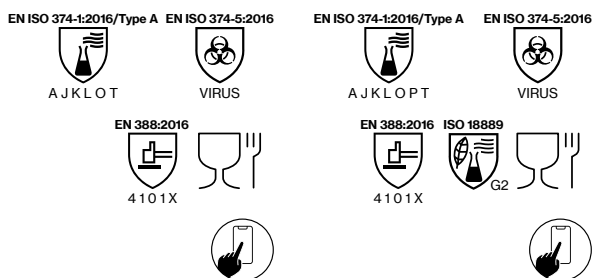 EN ISO 374-1:2016/Type A EN ISO 374-5:2016
AJKLOT VIRUS
EN 388:2016
4101X
EN ISO 374-1:2016/Type A EN ISO 374-5:2016
AJKLOPT VIRUS
EN 388:2016 ISO 18889
G2
4101X